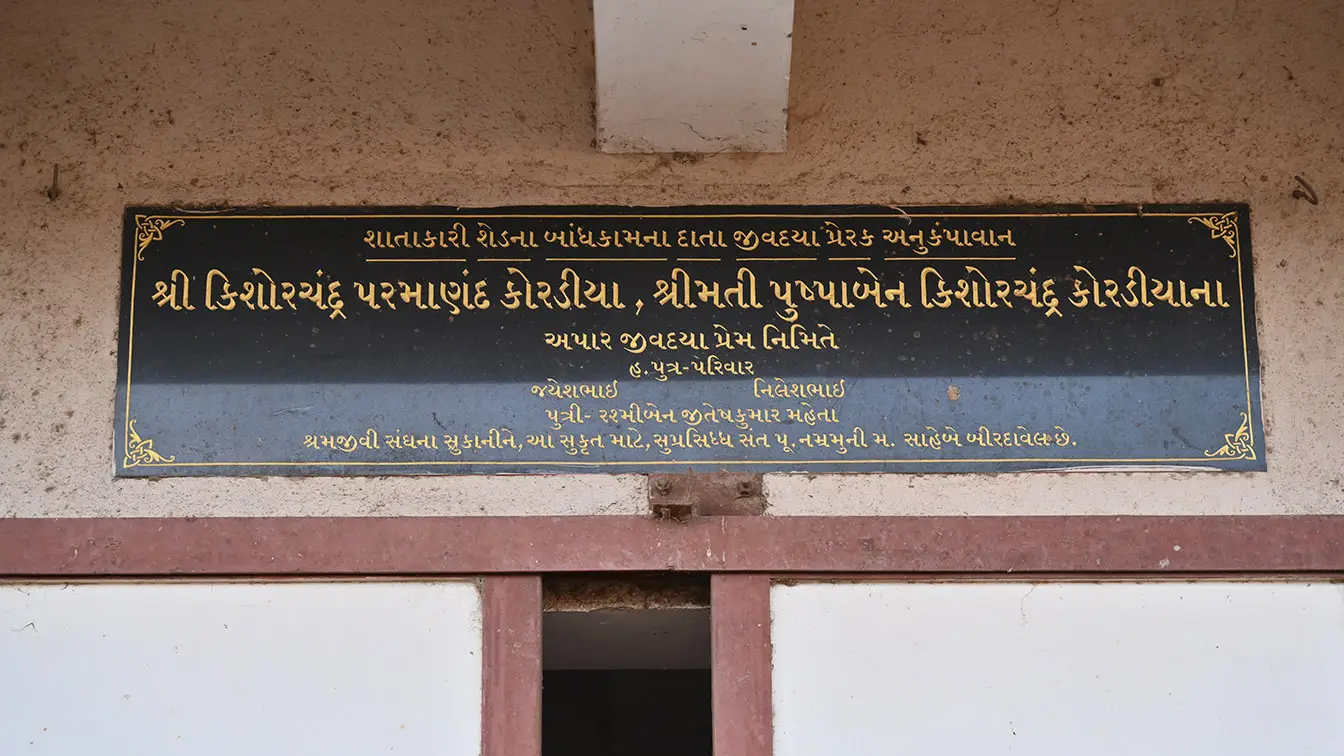 શાતાકારી શેડના બાંધકામના દાતા જીવદયા પ્રેરક અનુકંપાવાન
શ્રી કિશોરચંદ્ર પરમાણંદ કોરડીયા, શ્રીમતી પુષ્પાબેન કિશોરચંદ્ર કોરડીયાના
અપાર જીવદયા પ્રેમ નિમિતે
હ.પુત્ર-પરિવાર
જયેશભાઇ નિલેશભાઇ
પુત્રી- રશ્મીબેન જીતેષકુમાર મહેતા
શ્રમજીવી સંઘના સુકાનીને, આ સુકૃત માટે, સુપ્રસિધ્ધ સંત પૂ. નમ્રમુની મ. સાહેબે બીરદાવેલ છે.